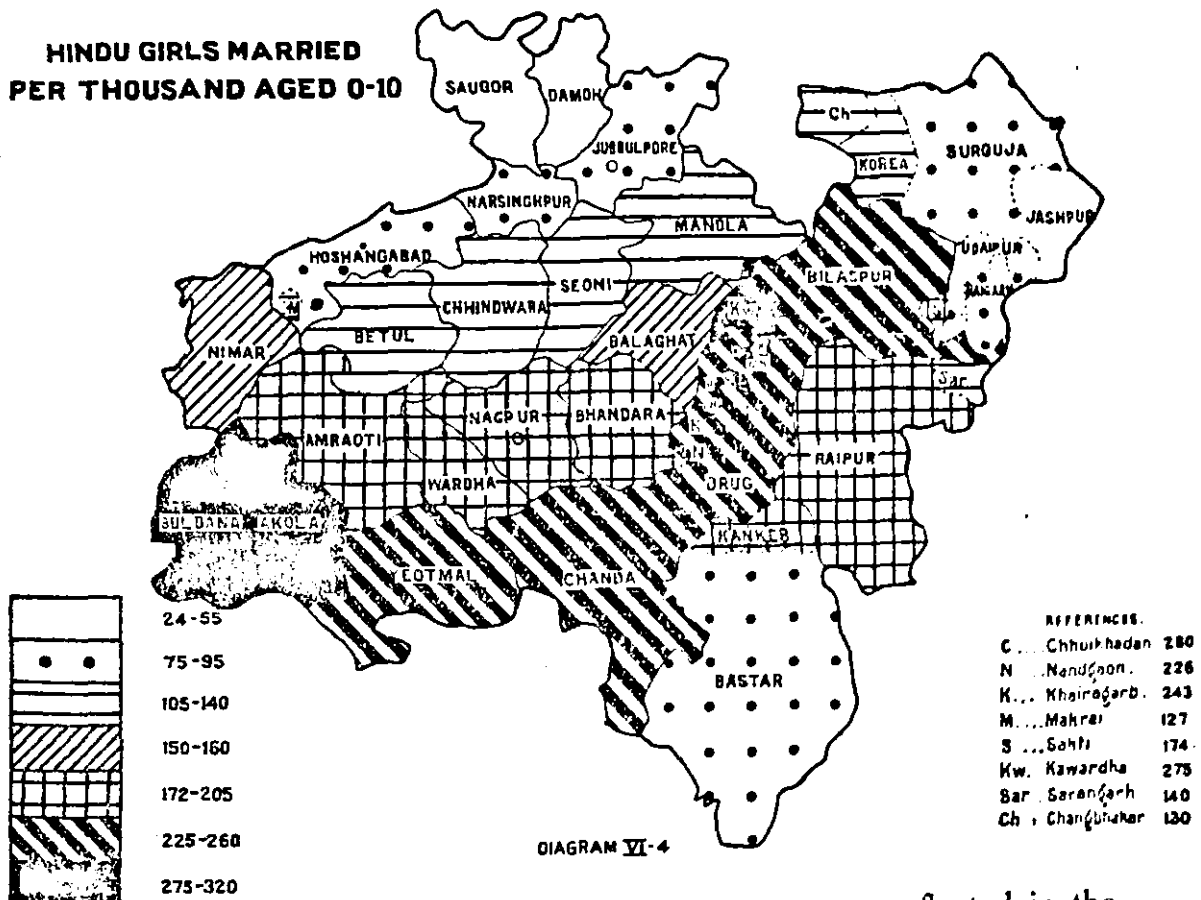 HINDU GIRLS MARRIED
PER THOUSAND AGED 0-10
SAUGOR
DAMOH
JUBBULPORE
NARSINGHPUR
HOSHANGABAD
MANDLA
Ch
KOREA
SURGUJA
JASHPUR
UDAIPUR
BILASPUR
SEONI
CHHINDWARA
BETUL
M
NIMAR
BALAGHAT
K
S
Sar.
NAGPUR
BHANDARA
AMRAOTI
WARDHA
K
N
DRUG
RAIPUR
KANKER
BULDANA
AKOLA
YEOTMAL
CHANDA
BASTAR
24-55
75-95
105-140
150-160
172-205
225-260
275-320
DIAGRAM VI-4
REFERENCES.
C .... Chhuikhadan 280
N .. Nandgaon. 226
K... Khairagarh. 243
M.... Makrai 127
S ... Sakti 174
Kw. Kawardha 275
Sar . Sarangarh 140
Ch . Changbhakar 130